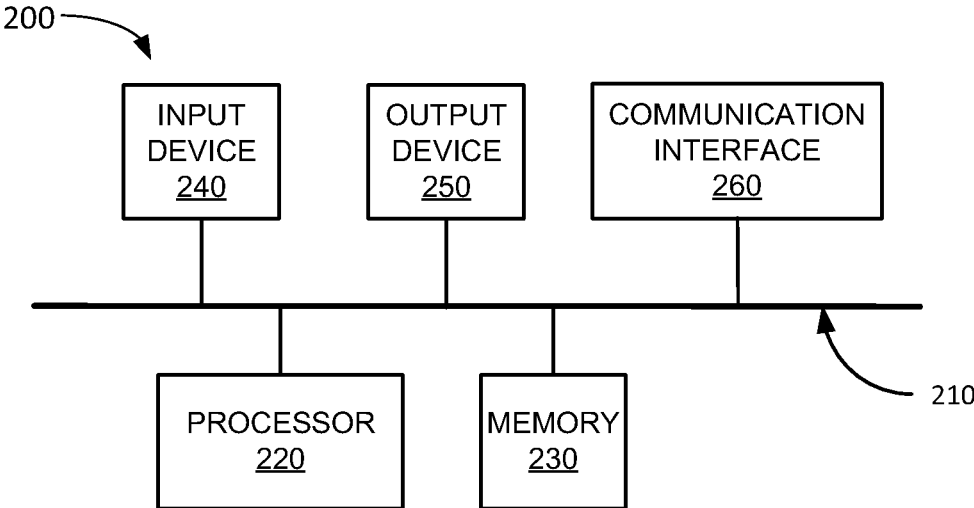 200
INPUT
DEVICE
240
OUTPUT
DEVICE
250
COMMUNICATION
INTERFACE
260
210
PROCESSOR
220
MEMORY
230